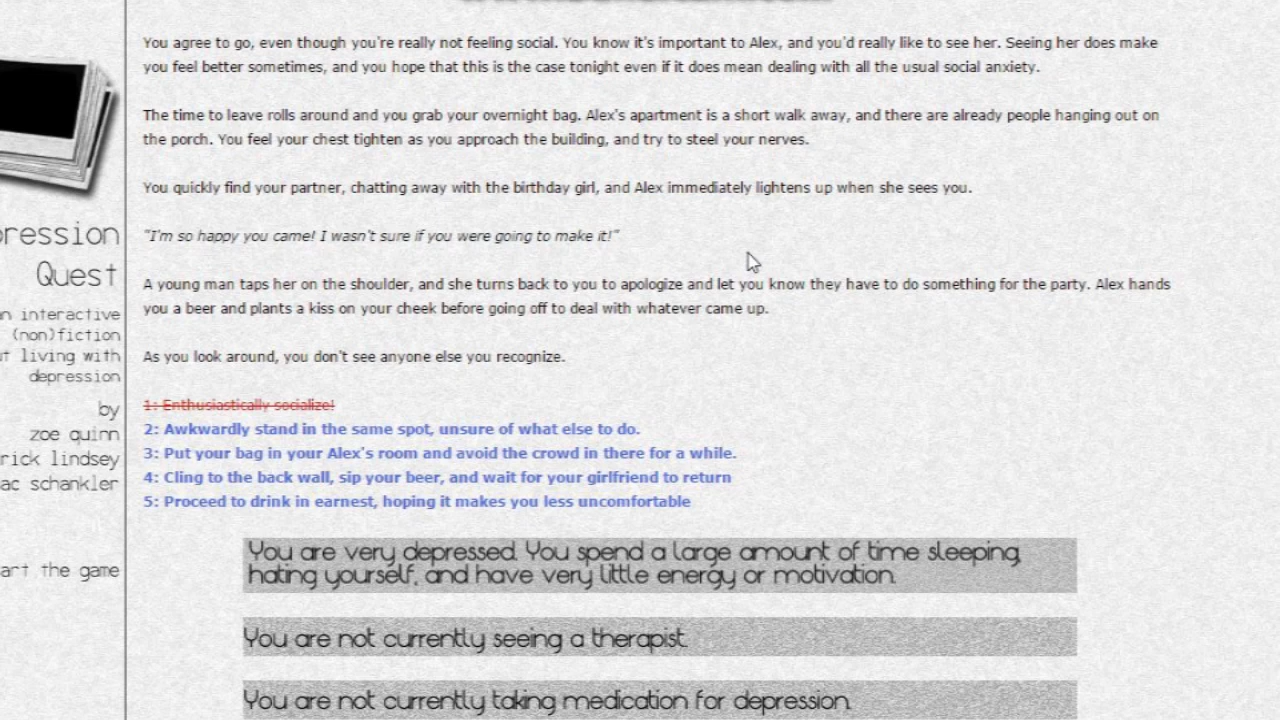 You agree to go, even though you're really not feeling social. You know it's important to Alex, and you'd really like to see her. Seeing her does make
you feel better sometimes, and you hope that this is the case tonight even if it does mean dealing with all the usual social anxiety.
The time to leave rolls around and you grab your overnight bag. Alex's apartment is a short walk away, and there are already people hanging out on
the porch. You feel your chest tighten as you approach the building, and try to steel your nerves.
You quickly find your partner, chatting away with the birthday girl, and Alex immediately lightens up when she sees you.
"I'm so happy you came! I wasn't sure if you were going to make it!"
A young man taps her on the shoulder, and she turns back to you to apologize and let you know they have to do something for the party. Alex hands
you a beer and plants a kiss on your cheek before going off to deal with whatever came up.
As you look around, you don't see anyone else you recognize.
1: Enthusiastically socialize!
2: Awkwardly stand in the same spot, unsure of what else to do.
3: Put your bag in your Alex's room and avoid the crowd in there for a while.
4: Cling to the back wall, sip your beer, and wait for your girlfriend to return
5: Proceed to drink in earnest, hoping it makes you less uncomfortable
You are very depressed. You spend a large amount of time sleeping,
hating yourself, and have very little energy or motivation.
You are not currently seeing a therapist.
You are not currently taking medication for depression.
ression
Quest
n interactive
(non)fiction
t living with
depression
by
zoe quinn
rick lindsey
ac schankler
art the game